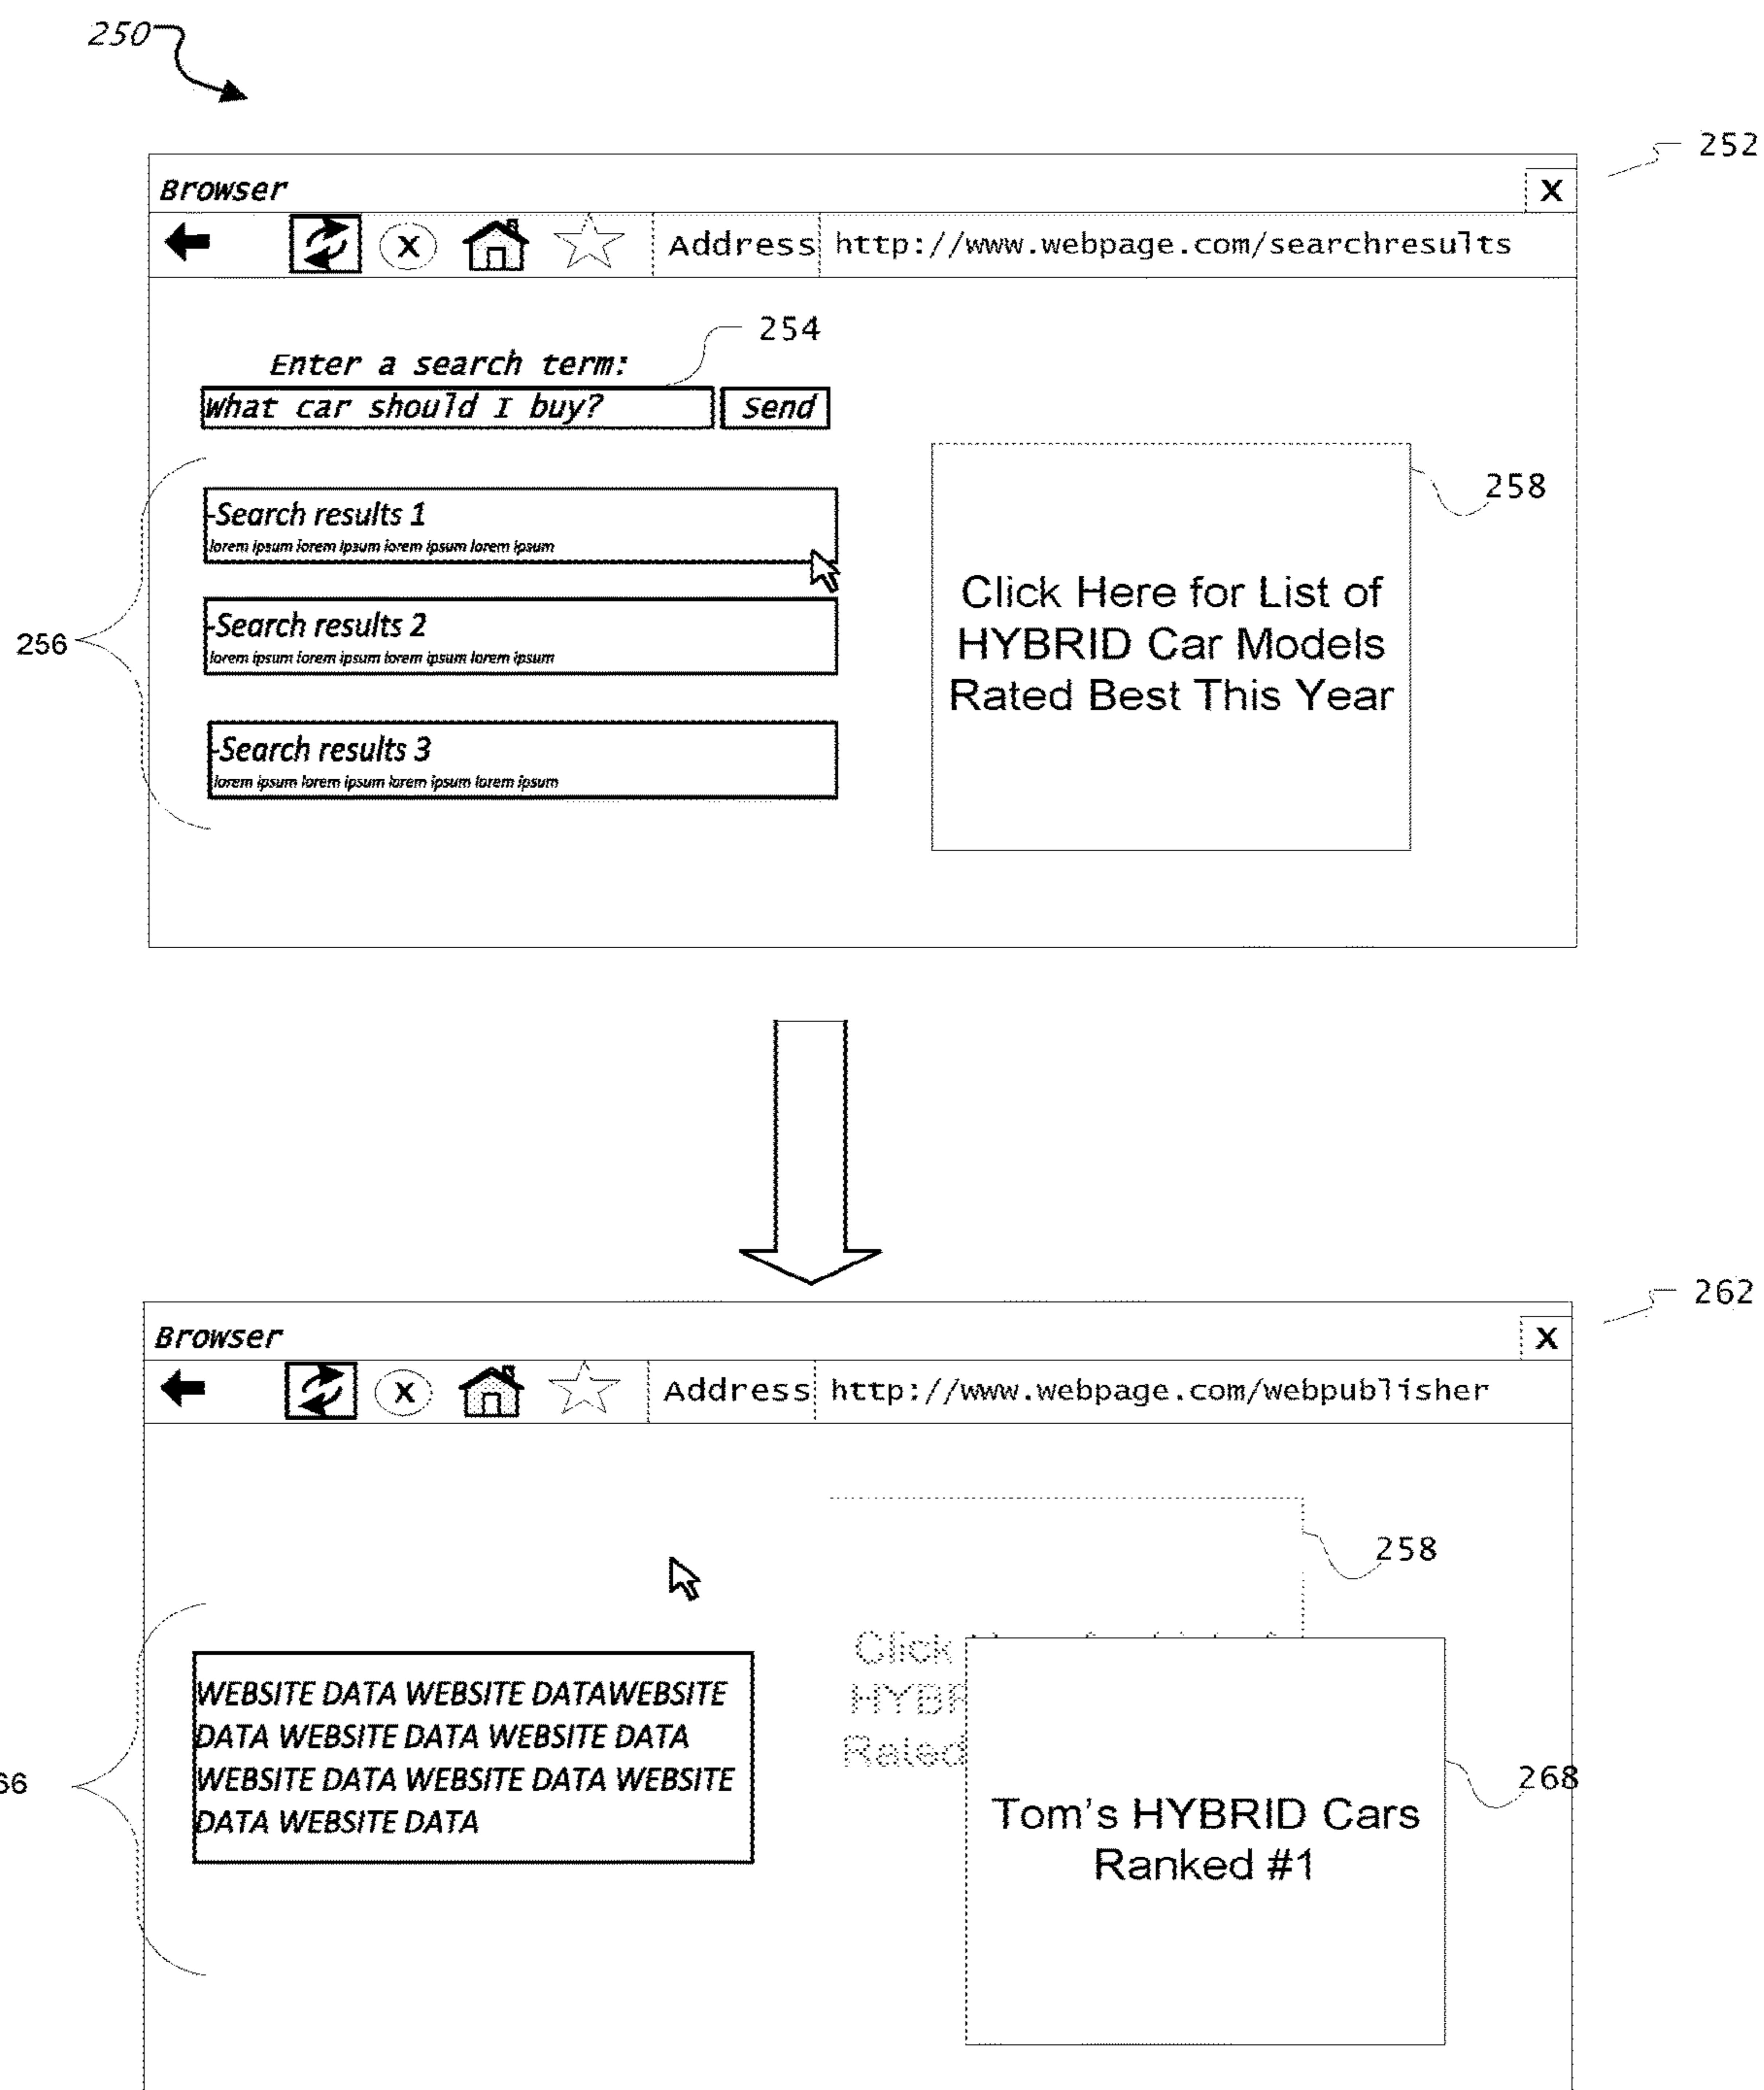 250
252
Browser
X
X
Address http://www.webpage.com/searchresults
254
Enter a search term:
What car should I buy?
Send
256
-Search results 1
lorem ipsum lorem ipsum lorem ipsum lorem ipsum
-Search results 2
lorem ipsum lorem ipsum lorem ipsum lorem ipsum
-Search results 3
lorem ipsum lorem ipsum lorem ipsum lorem ipsum
258
Click Here for List of
HYBRID Car Models
Rated Best This Year
262
Browser
X
X
Address http://www.webpage.com/webpublisher
66
WEBSITE DATA WEBSITE DATAWEBSITE
DATA WEBSITE DATA WEBSITE DATA
WEBSITE DATA WEBSITE DATA WEBSITE
DATA WEBSITE DATA
258
Click
HYBR
Rated
268
Tom's HYBRID Cars
Ranked #1